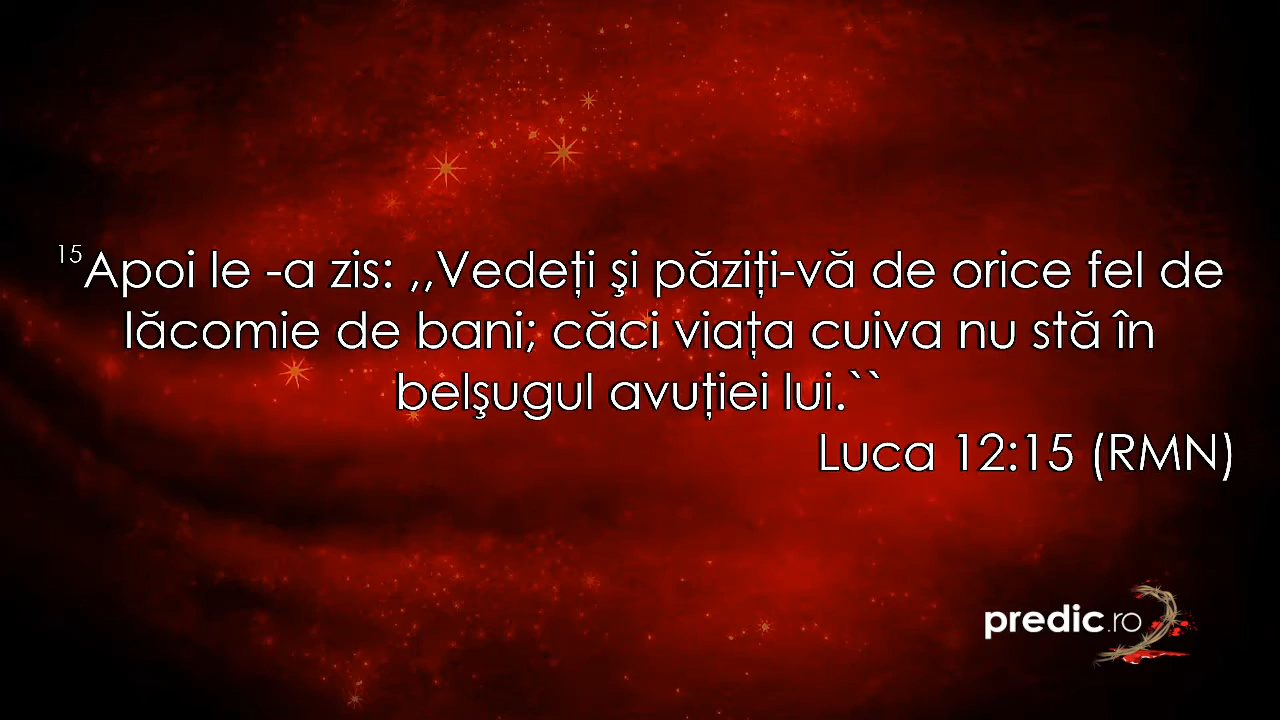 15Apoi le -a zis: ,,Vedeți şi păziți-vă de orice fel de
lăcomie de bani; căci viața cuiva nu stă în
belşugul avuției lui.``
Luca 12:15 (RMN)
predic.ro